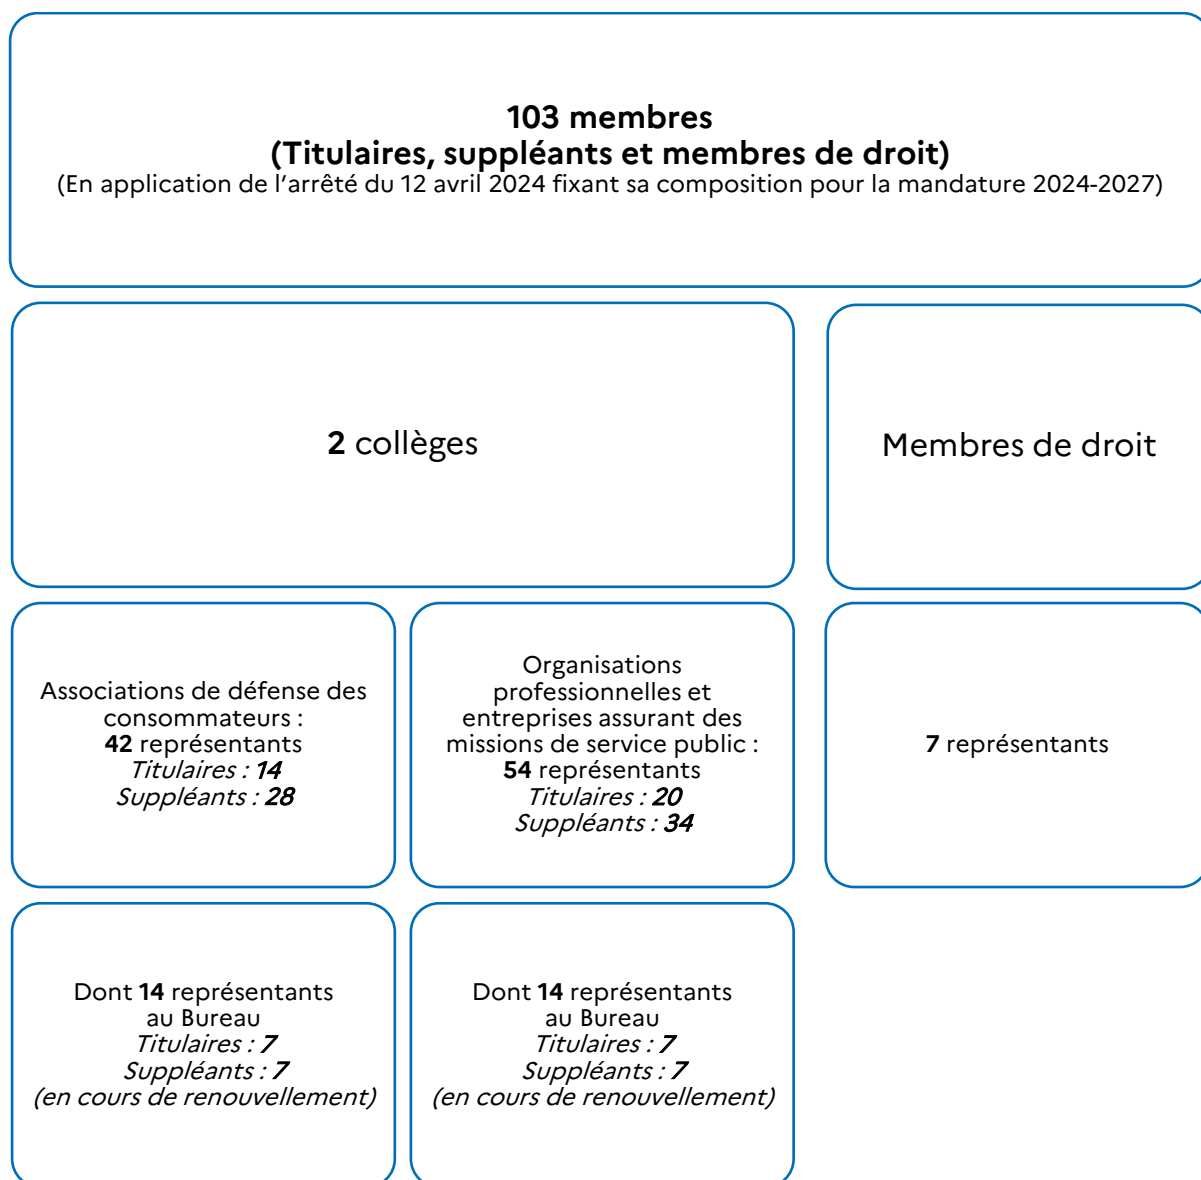 103 membres
(Titulaires, suppléants et membres de droit)
(En application de l’arrêté du 12 avril 2024 fixant sa composition pour la mandature 2024-2027)
2 collèges
Membres de droit
Associations de défense des
consommateurs :
42 représentants
Titulaires : 14
Suppléants : 28
Organisations
professionnelles et
entreprises assurant des
missions de service public :
54 représentants
Titulaires : 20
Suppléants : 34
7 représentants
Dont 14 représentants
au Bureau
Titulaires : 7
Suppléants : 7
(en cours de renouvellement)
Dont 14 représentants
au Bureau
Titulaires : 7
Suppléants : 7
(en cours de renouvellement)